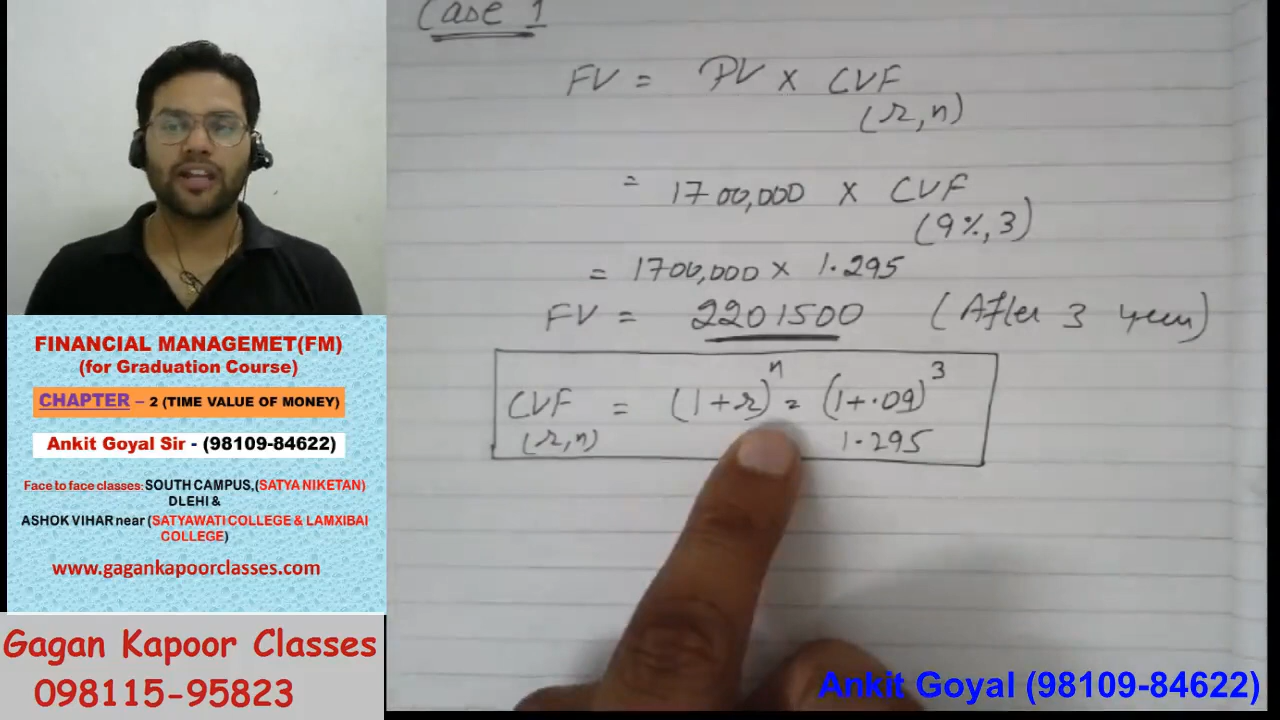 Case 1
FV = PV x CVF
(r,n)
= 1700,000 x CVF
(9%,3)
= 1700,000 x 1.295
FV = 2201500 (After 3 year)
CVF = (1+r)ⁿ = (1+.09)³
(r,n) 1.295
FINANCIAL MANAGEMET(FM)
(for Graduation Course)
CHAPTER – 2 (TIME VALUE OF MONEY)
Ankit Goyal Sir - (98109-84622)
Face to face classes: SOUTH CAMPUS,(SATYA NIKETAN)
DLEHI &
ASHOK VIHAR near (SATYAWATI COLLEGE & LAMXIBAI
COLLEGE)
www.gagankapoorclasses.com
Gagan Kapoor Classes
098115-95823
Ankit Goyal (98109-84622)